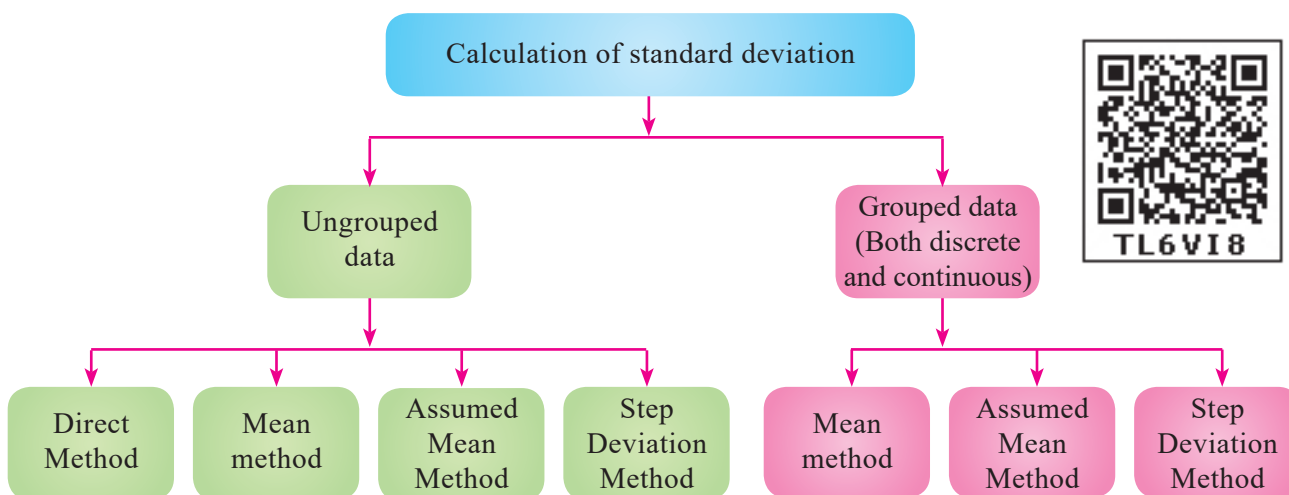 Calculation of standard deviation
TL6VI8
Ungrouped
data
Grouped data
(Both discrete
and continuous)
Direct
Method
Mean
method
Assumed
Mean
Method
Step
Deviation
Method
Mean
method
Assumed
Mean
Method
Step
Deviation
Method